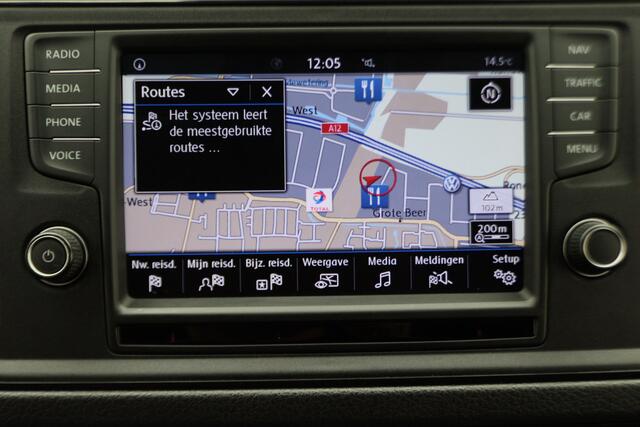 RADIO
MEDIA
PHONE
VOICE
12:05
14.5°C
NAV
TRAFFIC
CAR
MENU
Routes
Het systeem leert
de meestgebruikte
routes ...
West
A12
West
TOTAL
Grote Beer
102 m
200 m
Nw. reisd.
Mijn reisd.
Bijz. reisd.
Weergave
Media
Meldingen
Setup